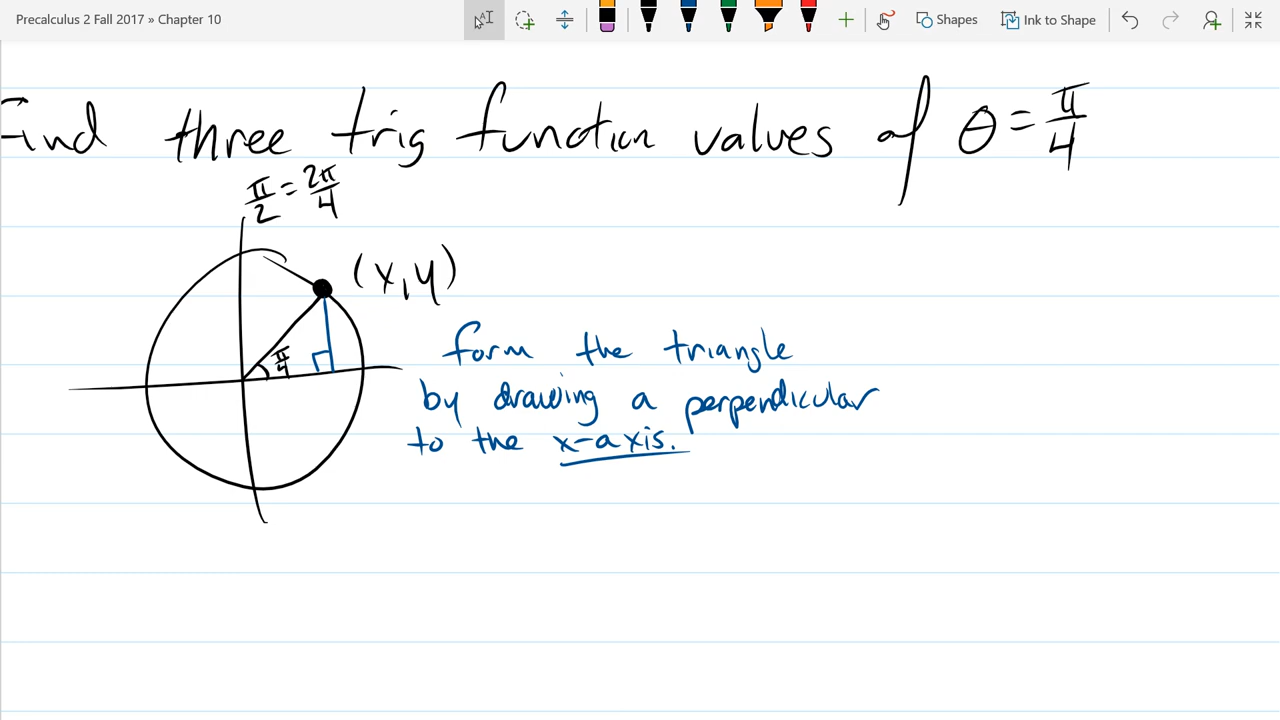 Precalculus 2 Fall 2017 » Chapter 10
Shapes
Ink to Shape
Find three trig function values of θ = π/4
π/2 = 2π/4
(x,y)
π/4
form the triangle
by drawing a perpendicular
to the x-axis.